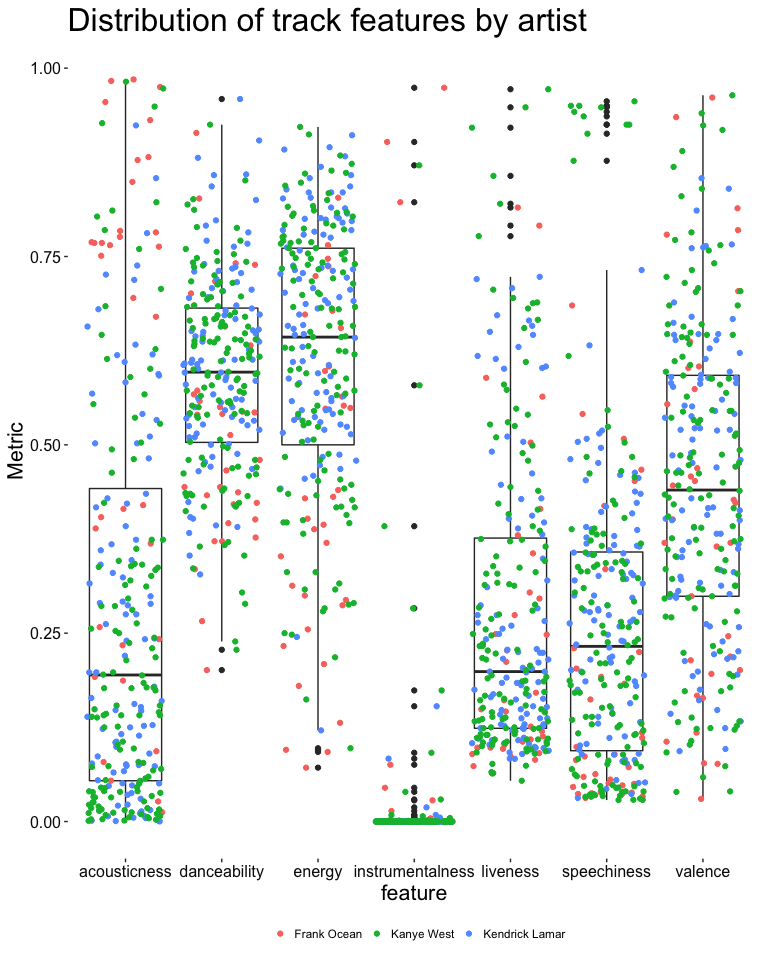 Distribution of track features by artist
1.00
0.75
0.50
0.25
0.00
Metric
acousticness danceability energy instrumentalness liveness speechiness valence
feature
Frank Ocean Kanye West Kendrick Lamar